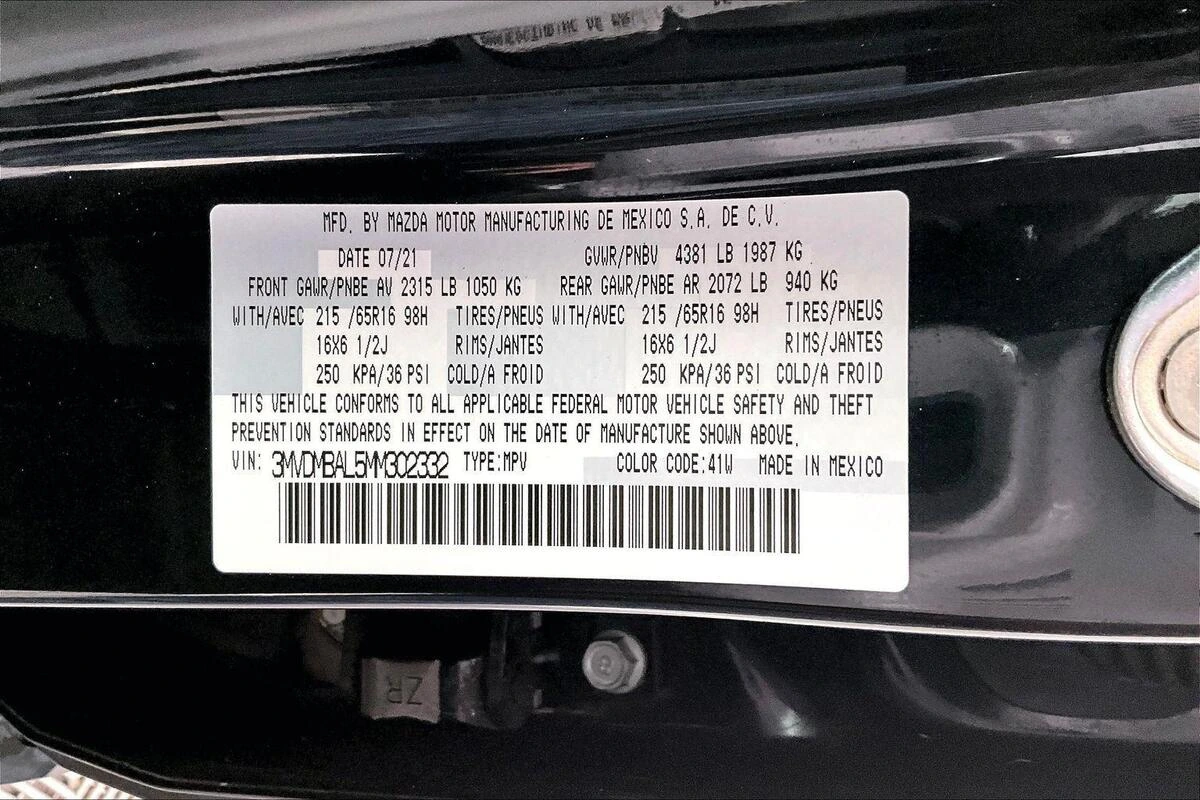 MFD. BY MAZDA MOTOR MANUFACTURING DE MEXICO S.A. DE C.V.
DATE 07/21 GVWR/PNBV 4381 LB 1987 KG
FRONT GAWR/PNBE AV 2315 LB 1050 KG REAR GAWR/PNBE AR 2072 LB 940 KG
WITH/AVEC 215 /65R16 98H TIRES/PNEUS WITH/AVEC 215 /65R16 98H TIRES/PNEUS
16X6 1/2J RIMS/JANTES 16X6 1/2J RIMS/JANTES
250 KPA/36 PSI COLD/A FROID 250 KPA/36 PSI COLD/A FROID
THIS VEHICLE CONFORMS TO ALL APPLICABLE FEDERAL MOTOR VEHICLE SAFETY AND THEFT
PREVENTION STANDARDS IN EFFECT ON THE DATE OF MANUFACTURE SHOWN ABOVE.
VIN: 3MVDMBAL5MM302332 TYPE:MPV COLOR CODE:41W MADE IN MEXICO
ZR